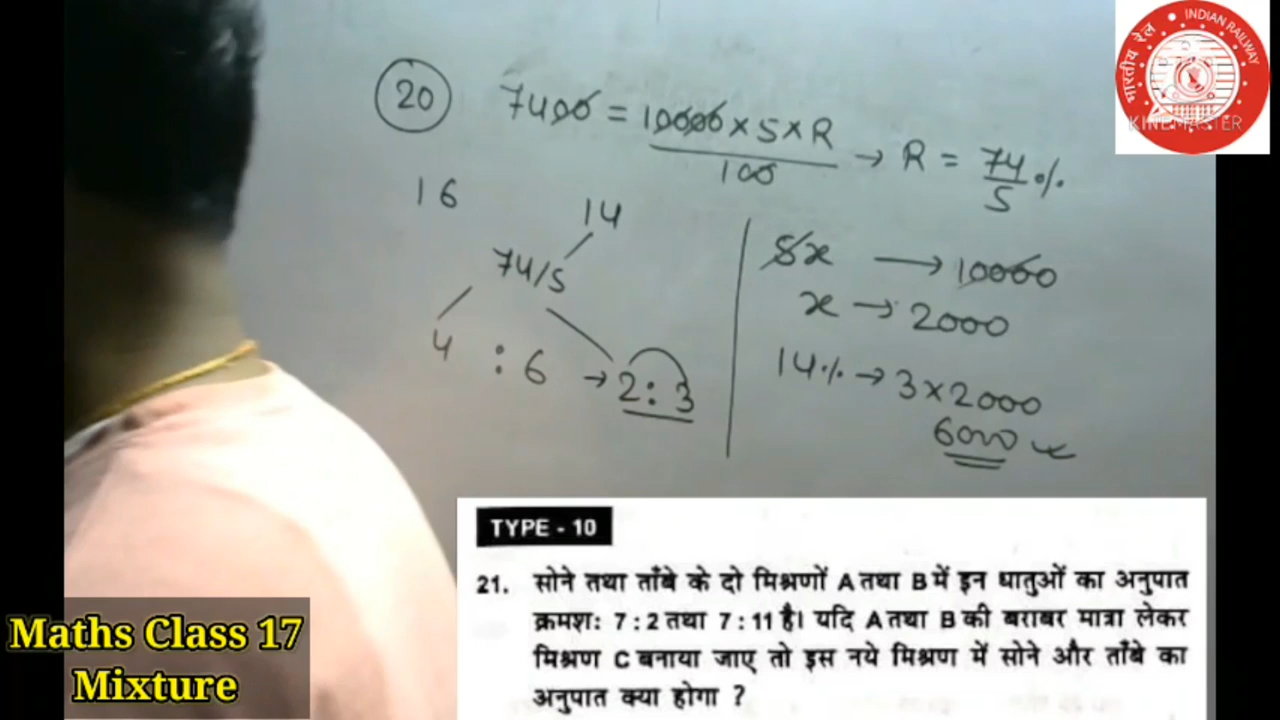 भारतीय रेल
INDIAN RAILWAY
KINEMASTER
20 7400 = 10000 × 5 × R / 100 → R = 74/5 %
16 14
74/5
4 : 6 → 2 : 3
5x → 10000
x → 2000
14% → 3 × 2000
6000
TYPE - 10
21. सोने तथा ताँबे के दो मिश्रणों A तथा B में इन धातुओं का अनुपात
क्रमशः 7 : 2 तथा 7 : 11 है। यदि A तथा B की बराबर मात्रा लेकर
मिश्रण C बनाया जाए तो इस नये मिश्रण में सोने और ताँबे का
अनुपात क्या होगा ?
Maths Class 17
Mixture